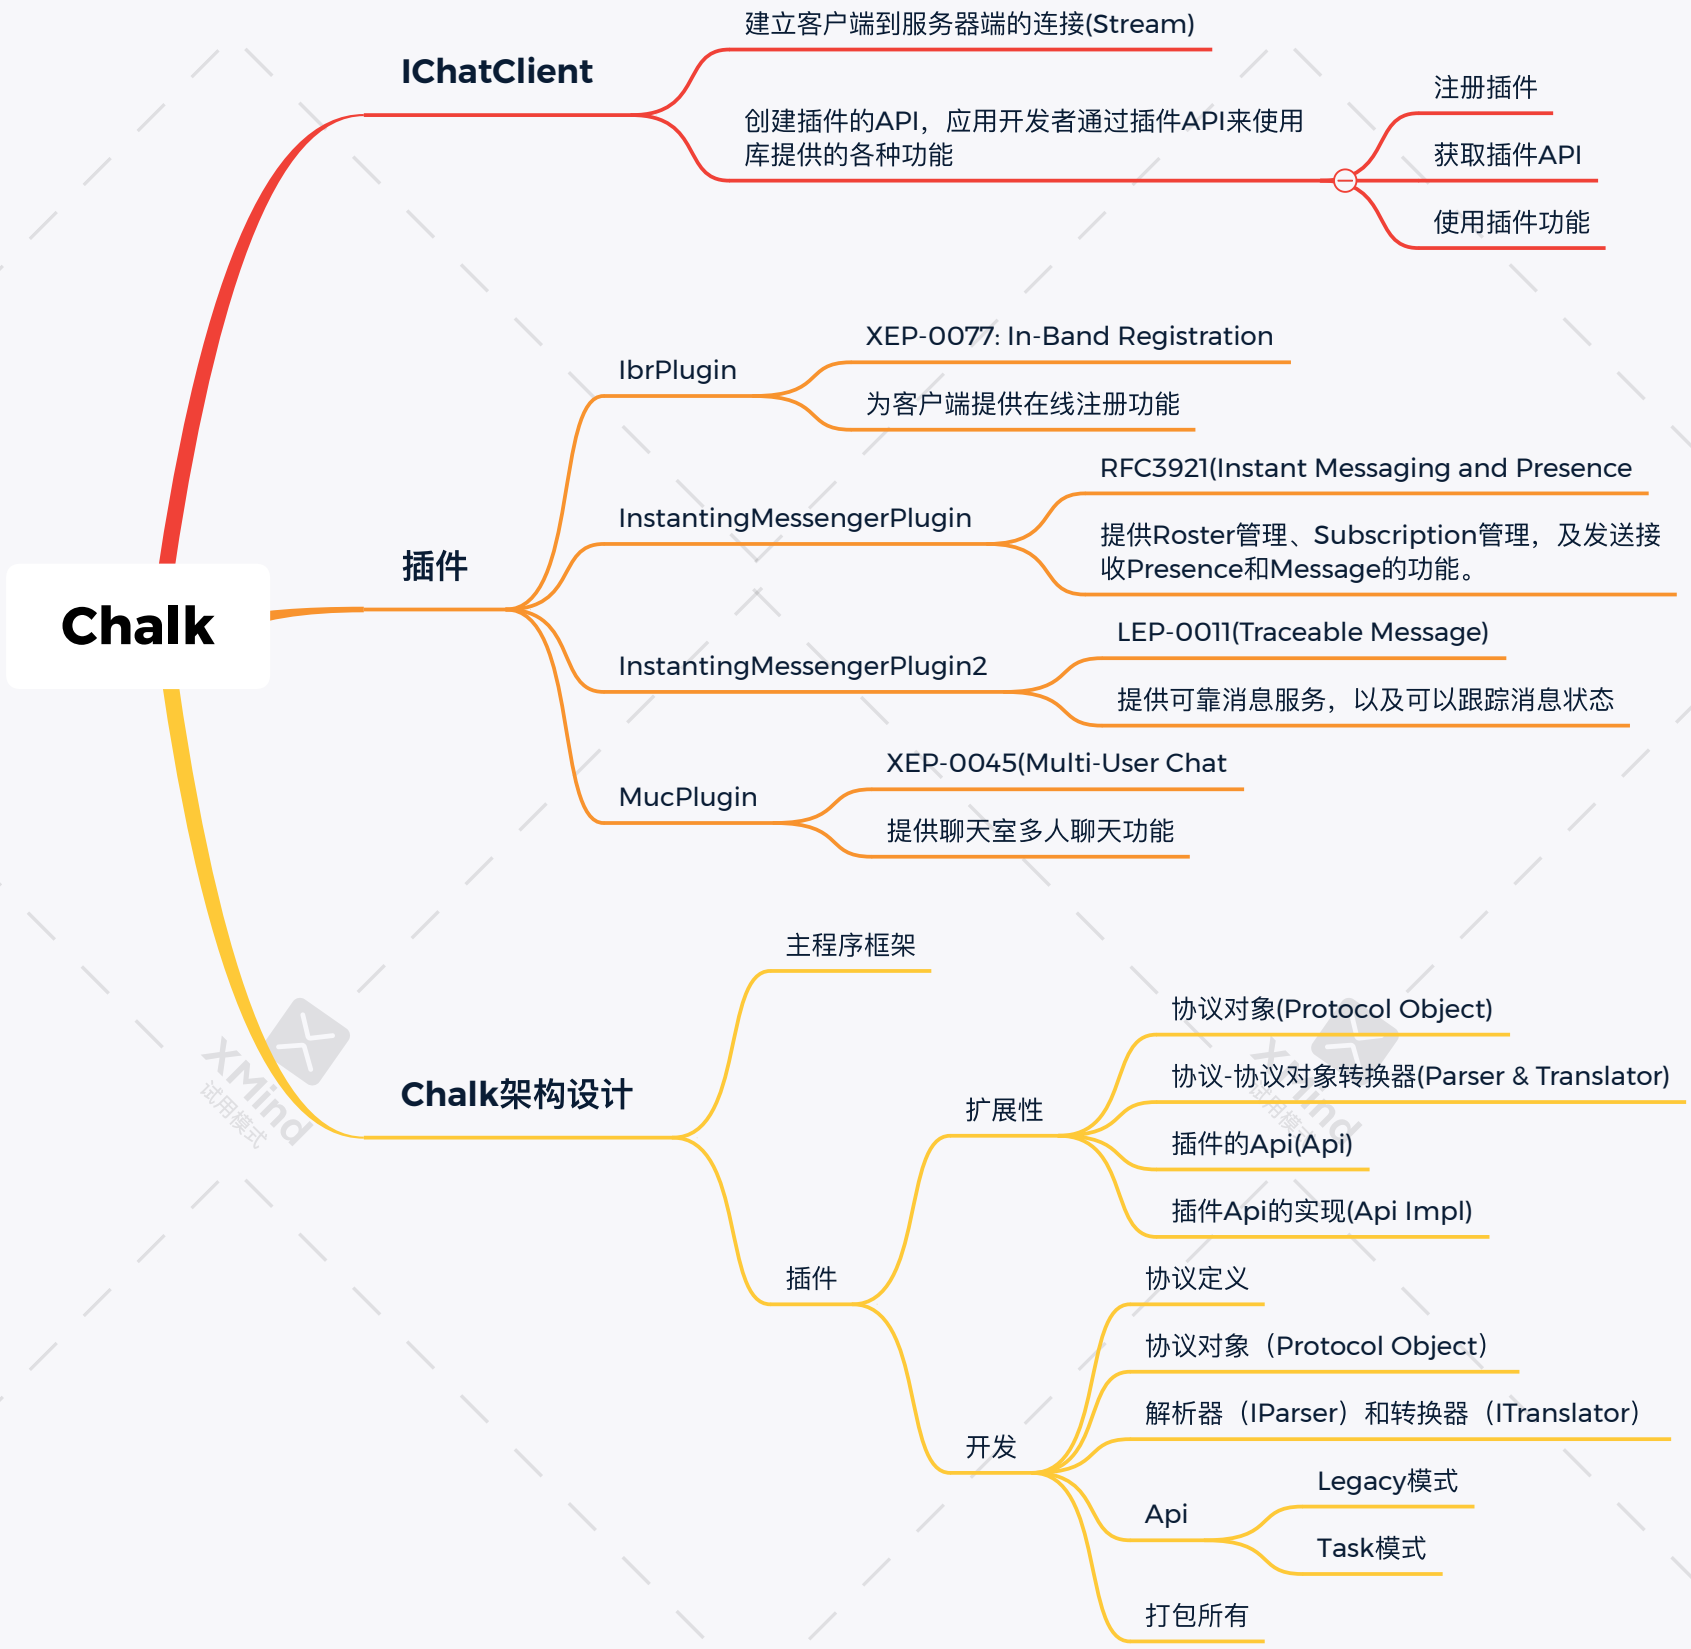 Chalk
IChatClient
建立客户端到服务器端的连接(Stream)
创建插件的API，应用开发者通过插件API来使用
库提供的各种功能
注册插件
获取插件API
使用插件功能
插件
IbrPlugin
XEP-0077: In-Band Registration
为客户端提供在线注册功能
InstantingMessengerPlugin
RFC3921(Instant Messaging and Presence
提供Roster管理、Subscription管理，及发送接
收Presence和Message的功能。
InstantingMessengerPlugin2
LEP-0011(Traceable Message)
提供可靠消息服务，以及可以跟踪消息状态
MucPlugin
XEP-0045(Multi-User Chat
提供聊天室多人聊天功能
Chalk架构设计
主程序框架
插件
扩展性
协议对象(Protocol Object)
协议-协议对象转换器(Parser & Translator)
插件的Api(Api)
插件Api的实现(Api Impl)
开发
协议定义
协议对象（Protocol Object）
解析器（IParser）和转换器（ITranslator）
Api
Legacy模式
Task模式
打包所有
XMind
试用模式
XMind
试用模式